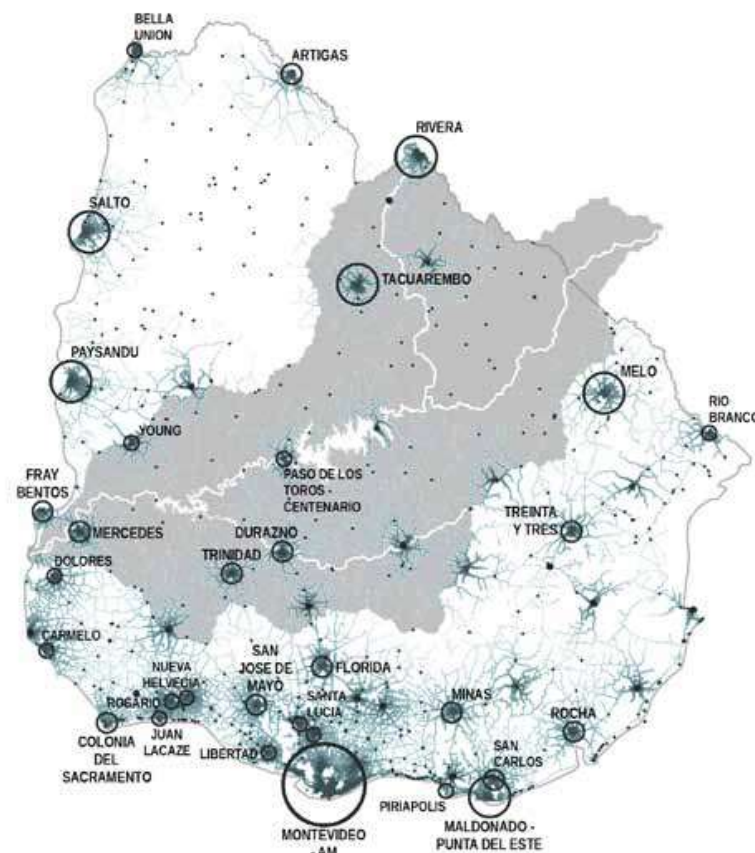 BELLA
UNION
ARTIGAS
RIVERA
SALTO
TACUAREMBO
PAYSANDU
MELO
RIO
BRANCO
YOUNG
PASO DE LOS
TOROS -
CENTENARIO
FRAY
BENTOS
MERCEDES
DURAZNO
TREINTA
Y TRES
TRINIDAD
DOLORES
CARMELO
SAN
JOSE DE
MAYO
FLORIDA
NUEVA
HELVECIA
ROSARIO
SANTA
LUCIA
MINAS
ROCHA
COLONIA
DEL
SACRAMENTO
JUAN
LACAZE
LIBERTAD
SAN
CARLOS
PIRIAPOLIS
MONTEVIDEO
- AM
MALDONADO -
PUNTA DEL ESTE